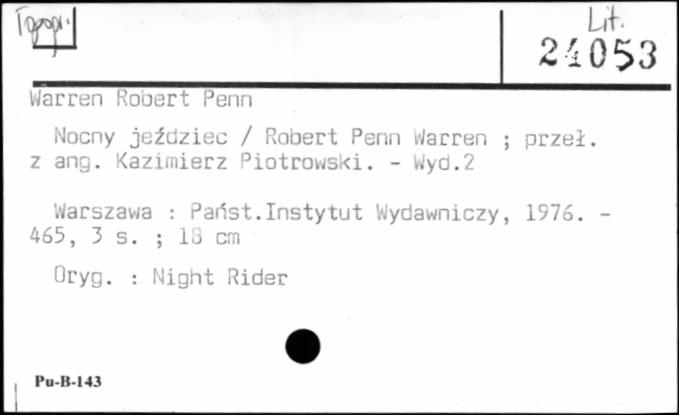 Topogr.
Lit.
24053
Warren Robert Penn
Nocny jeździec / Robert Penn Warren ; przeł.
z ang. Kazimierz Piotrowski. - Wyd.2
Warszawa : Państ.Instytut Wydawniczy, 1976. -
465, 3 s. ; 18 cm
Oryg. : Night Rider
Pu-B-143